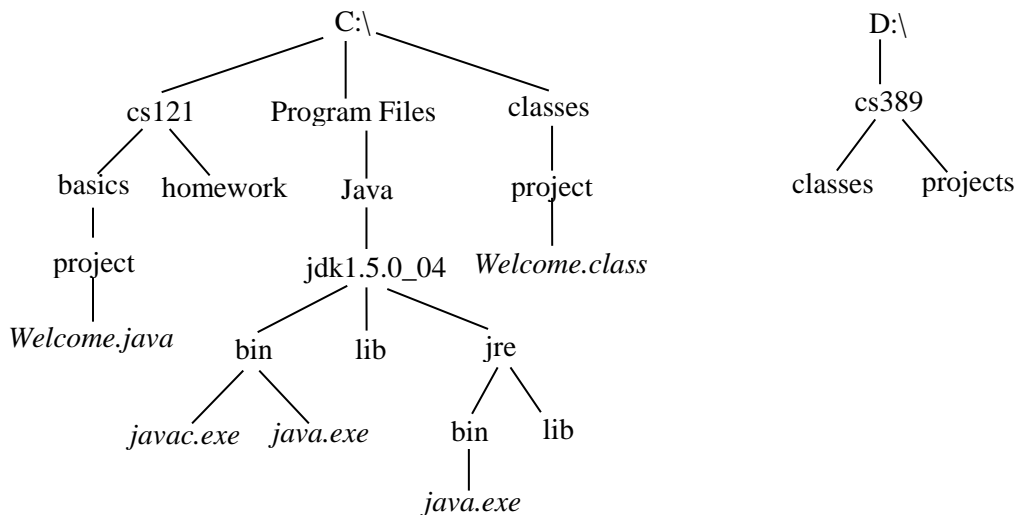 C:\ D:\
cs121 Program Files classes cs389
basics homework Java project classes projects
project jdk1.5.0_04 Welcome.class
Welcome.java bin lib jre
javac.exe java.exe bin lib
java.exe